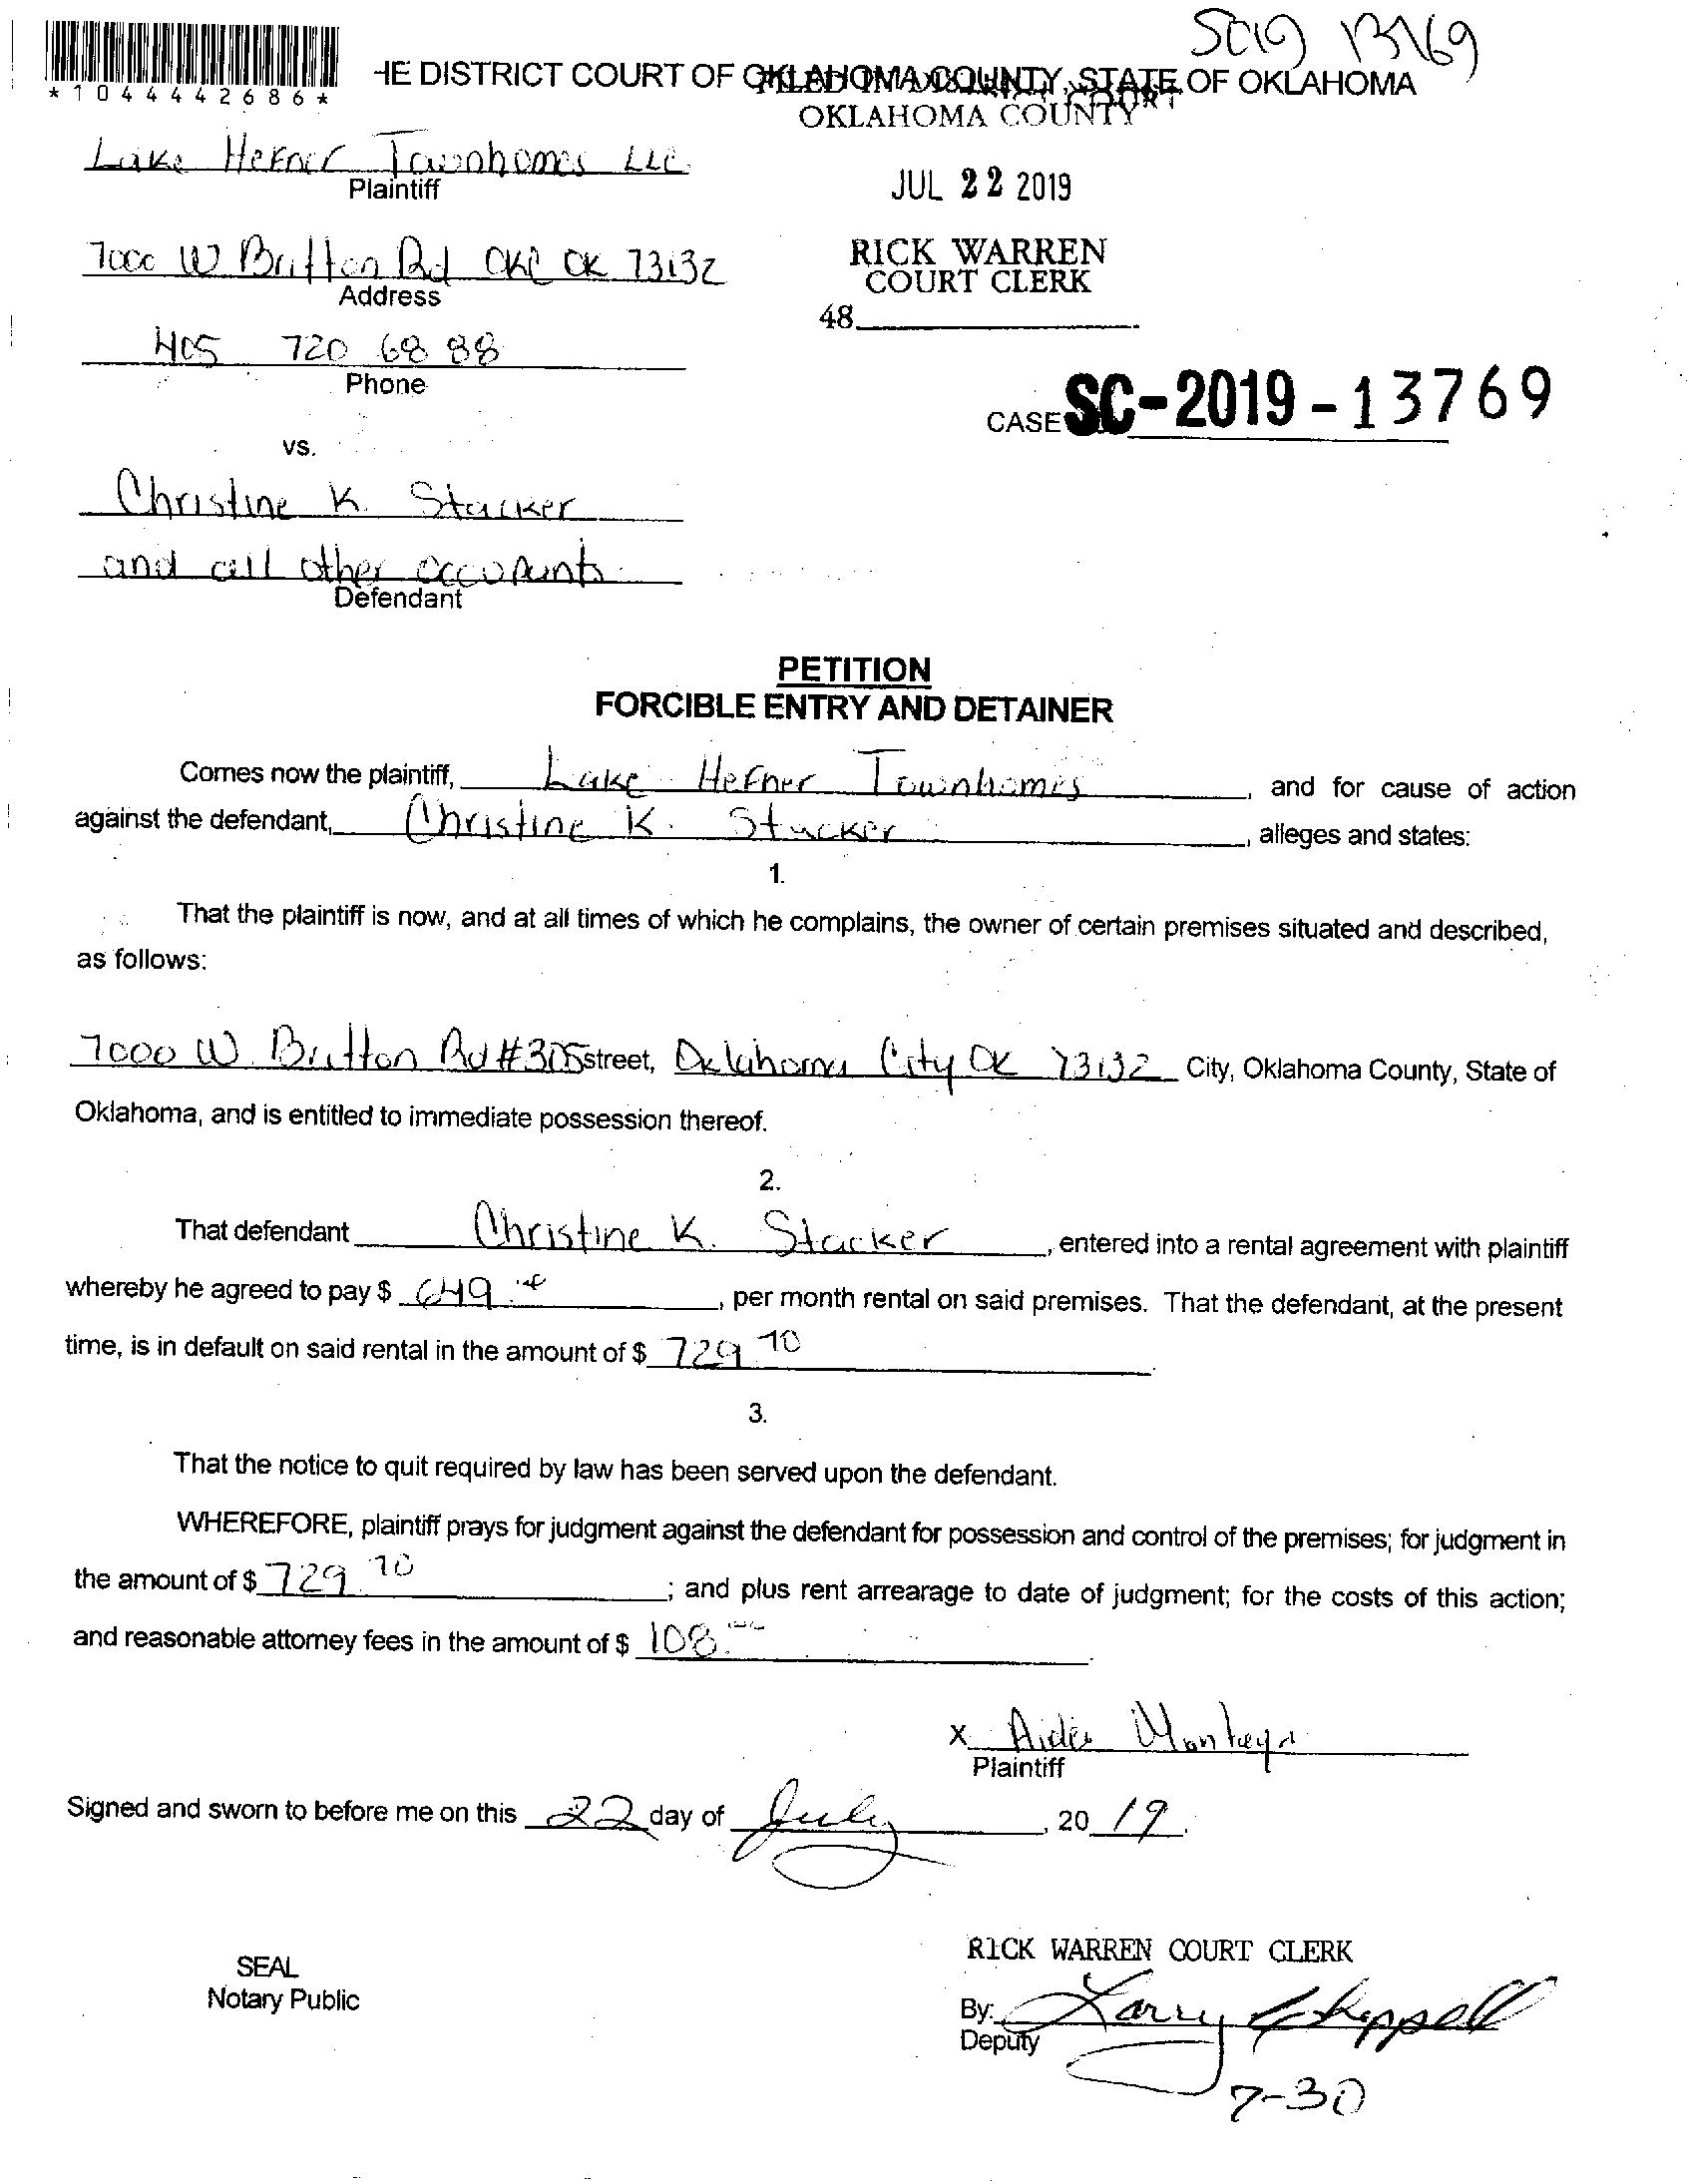 SC19 13769
*1044442686*
HE DISTRICT COURT OF OKLAHOMA COUNTY, STATE OF OKLAHOMA
FILED IN DISTRICT COURT
OKLAHOMA COUNTY
Lake Hefner Townhomes LLC.
Plaintiff
JUL 22 2019
7000 W Britton Rd OKC OK 73132
Address
RICK WARREN
COURT CLERK
48
405 720 68 88
Phone
CASE SC-2019-13769
vs.
Christine K. Stacker
and all other occupants
Defendant
PETITION
FORCIBLE ENTRY AND DETAINER
Comes now the plaintiff, Lake Hefner Townhomes, and for cause of action
against the defendant, Christine K. Stacker, alleges and states:
1.
That the plaintiff is now, and at all times of which he complains, the owner of certain premises situated and described,
as follows:
7000 W. Britton Rd #305 street, Oklahoma City OK 73132 City, Oklahoma County, State of
Oklahoma, and is entitled to immediate possession thereof.
2.
That defendant Christine K. Stacker, entered into a rental agreement with plaintiff
whereby he agreed to pay $ 649., per month rental on said premises. That the defendant, at the present
time, is in default on said rental in the amount of $ 729 70
3.
That the notice to quit required by law has been served upon the defendant.
WHEREFORE, plaintiff prays for judgment against the defendant for possession and control of the premises; for judgment in
the amount of $ 729.70; and plus rent arrearage to date of judgment; for the costs of this action;
and reasonable attorney fees in the amount of $ 108.
X Aide Montoya
Plaintiff
Signed and sworn to before me on this 22 day of July, 20 19.
RICK WARREN COURT CLERK
SEAL
Notary Public
By: Larry Shappell
Deputy
7-30